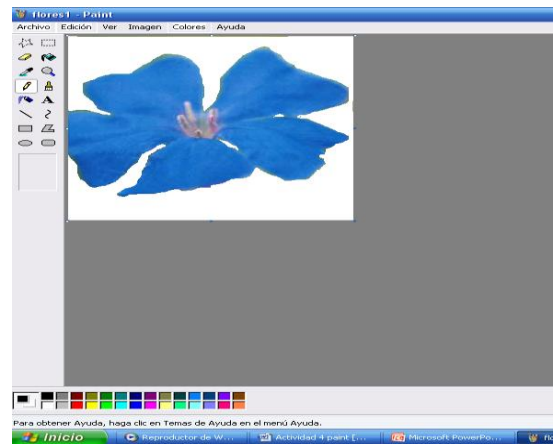 flores1 - Paint
Archivo Edición Ver Imagen Colores Ayuda
A
Para obtener Ayuda, haga clic en Temas de Ayuda en el menú Ayuda.
Inicio Reproductor de W... Actividad 4 paint [... Microsoft PowerPo...